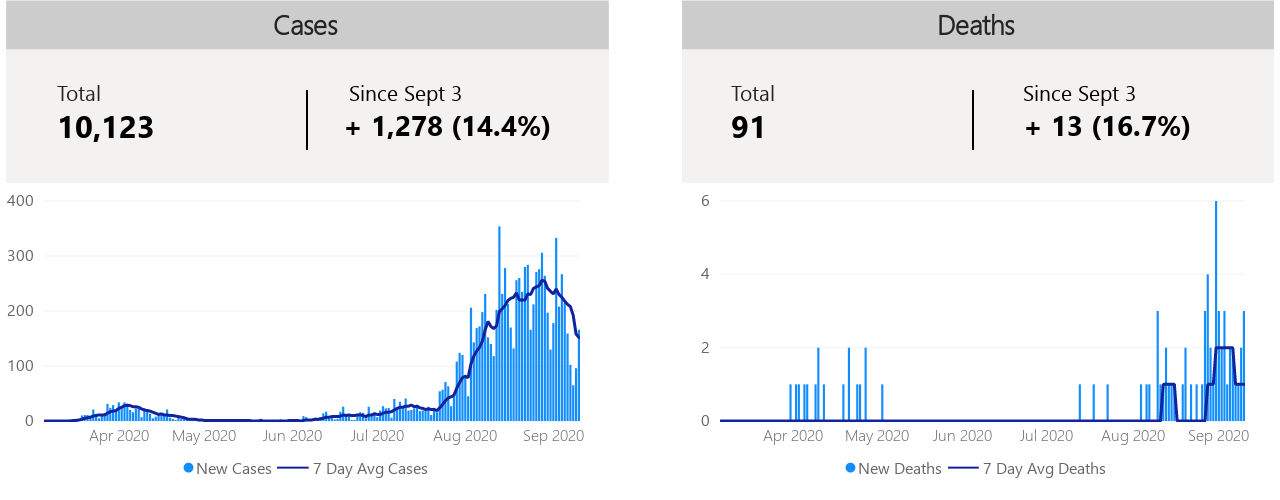 Cases
Total
Since Sept 3
10,123
+ 1,278 (14.4%)
400
300
200
100
0
Apr 2020 May 2020 Jun 2020 Jul 2020 Aug 2020 Sep 2020
New Cases 7 Day Avg Cases
Deaths
Total
Since Sept 3
91
+ 13 (16.7%)
6
4
2
0
Apr 2020 May 2020 Jun 2020 Jul 2020 Aug 2020 Sep 2020
New Deaths 7 Day Avg Deaths